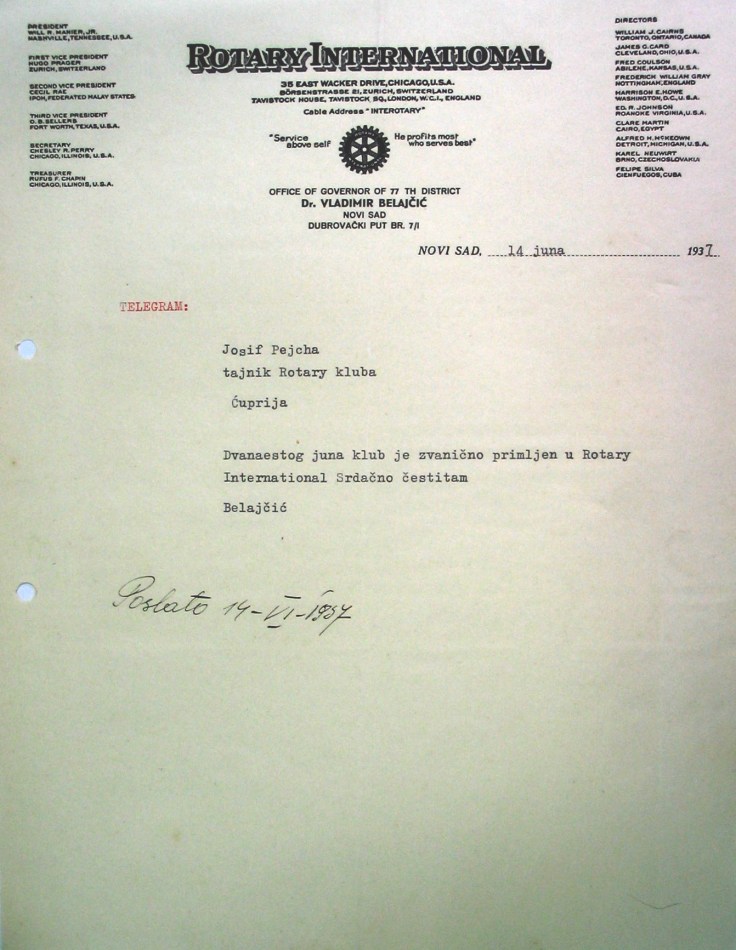 PRESIDENT
WILL R. MANIER, JR.
NASHVILLE, TENNESSEE, U.S.A.
FIRST VICE PRESIDENT
HUGO PRAGER
ZURICH, SWITZERLAND
SECOND VICE PRESIDENT
CECIL RAE
IPOH, FEDERATED MALAY STATES
THIRD VICE PRESIDENT
D. B. SELLERS
FORT WORTH, TEXAS, U.S.A.
SECRETARY
CHESLEY R. PERRY
CHICAGO, ILLINOIS, U.S.A.
TREASURER
RUFUS F. CHAPIN
CHICAGO, ILLINOIS, U.S.A.
ROTARY INTERNATIONAL
35 EAST WACKER DRIVE, CHICAGO, U.S.A.
BÖRSENSTRASSE 21, ZURICH, SWITZERLAND
TAVISTOCK HOUSE, TAVISTOCK SQ., LONDON, W.C.1., ENGLAND
Cable Address "INTEROTARY"
"Service
above self
He profits most
who serves best"
OFFICE OF GOVERNOR OF 77 TH DISTRICT
Dr. VLADIMIR BELAJČIĆ
NOVI SAD
DUBROVAČKI PUT BR. 7/I
DIRECTORS
WILLIAM J. CAIRNS
TORONTO, ONTARIO, CANADA
JAMES G. CARD
CLEVELAND, OHIO, U.S.A.
FRED COULSON
ABILENE, KANSAS, U.S.A.
FREDERICK WILLIAM GRAY
NOTTINGHAM, ENGLAND
HARRISON E. HOWE
WASHINGTON, D.C., U.S.A.
ED. R. JOHNSON
ROANOKE VIRGINIA, U.S.A.
CLARE MARTIN
CAIRO, EGYPT
ALFRED H. McKEOWN
DETROIT, MICHIGAN, U.S.A.
KAREL NEUWIRT
BRNO, CZECHOSLOVAKIA
FELIPE SILVA
CIENFUEGOS, CUBA
NOVI SAD, 14 juna 1937.
TELEGRAM:
Josif Pejcha
tajnik Rotary kluba
Ćuprija
Dvanaestog juna klub je zvanično primljen u Rotary
International Srdačno čestitam
Belajčić
Poslato 14-VI-1937